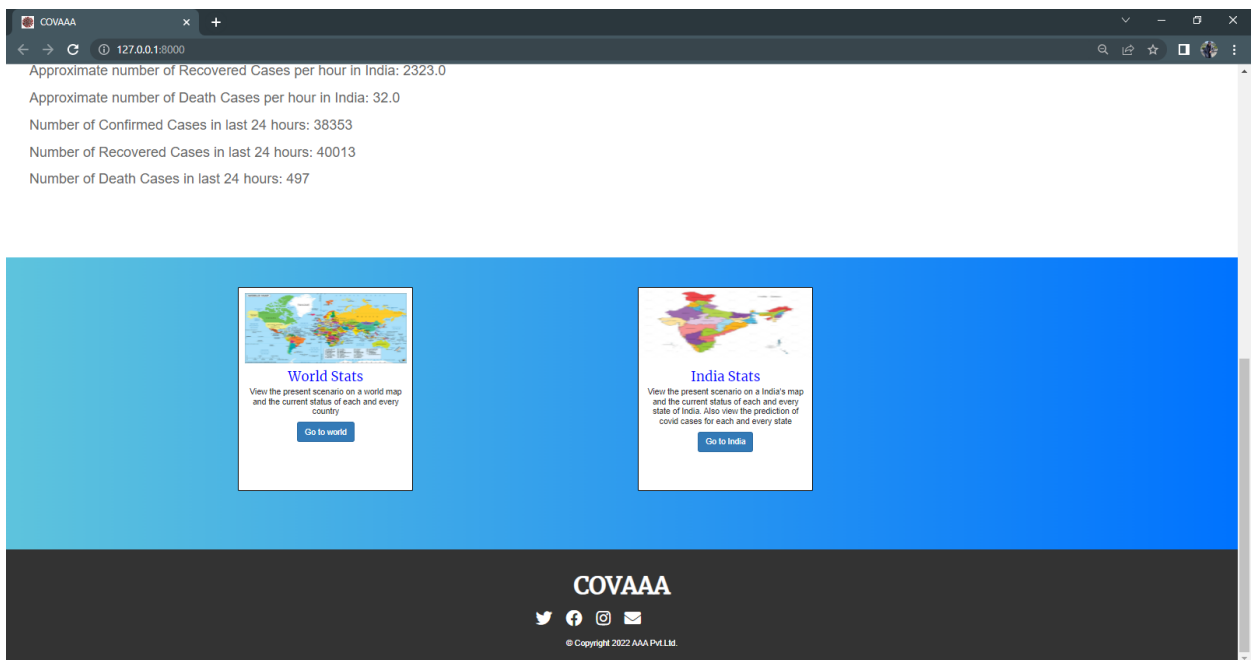 COVAAA
127.0.0.1:8000
Approximate number of Recovered Cases per hour in India: 2323.0
Approximate number of Death Cases per hour in India: 32.0
Number of Confirmed Cases in last 24 hours: 38353
Number of Recovered Cases in last 24 hours: 40013
Number of Death Cases in last 24 hours: 497
World Stats
View the present scenario on a world map
and the current status of each and every
country
Go to world
India Stats
View the present scenario on a India's map
and the current status of each and every
state of India. Also view the prediction of
covid cases for each and every state
Go to India
COVAAA
© Copyright 2022 AAA Pvt.Ltd.